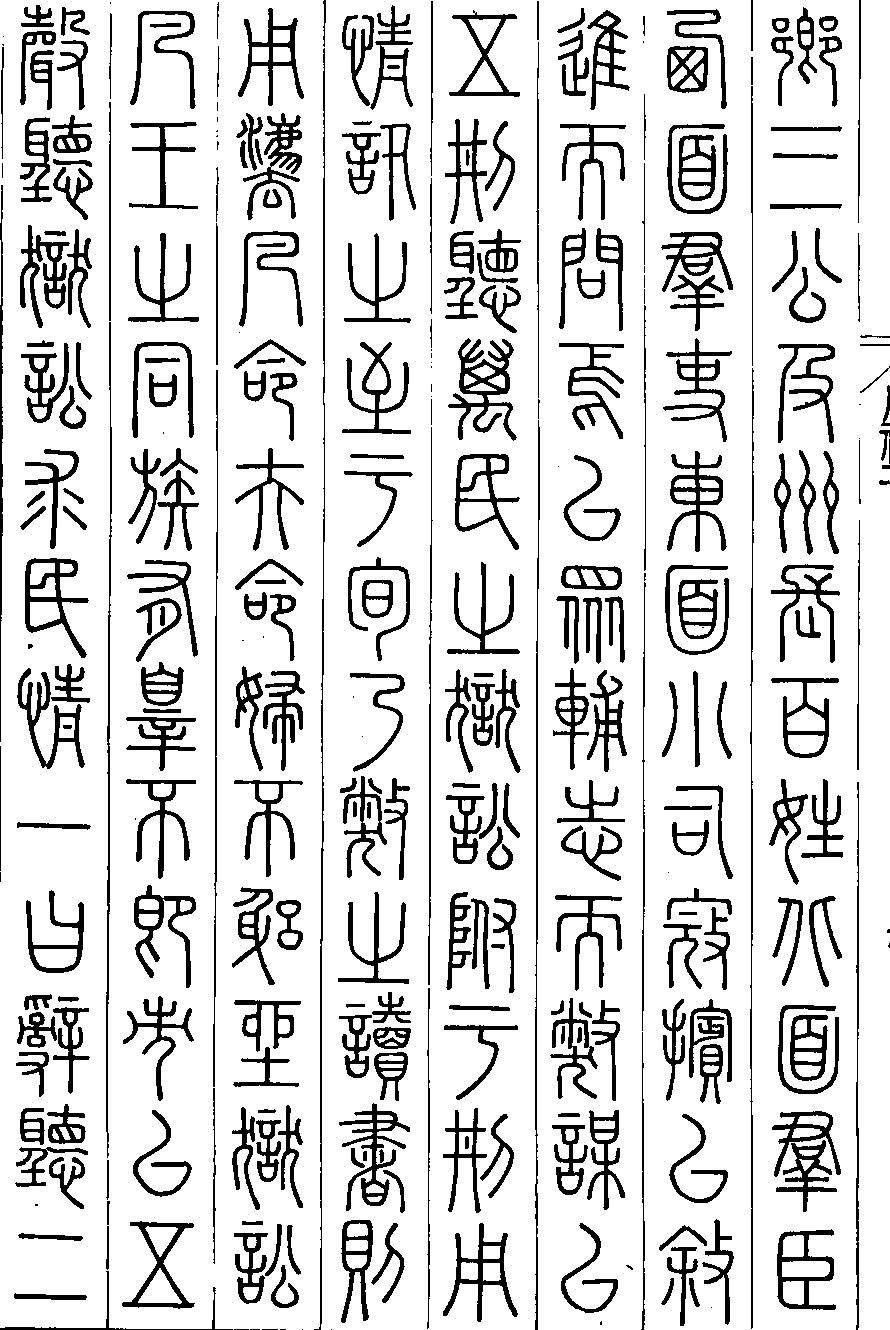 鄉三公及州長百姓北面羣臣
西面羣吏東面小司寇擯以敘
進而問焉以眾輔志而弊謀以
五刑聽萬民之獄訟附于刑用
情訊之至于旬乃弊之讀書則
用灋凡命夫命婦不躳坐獄訟
凡王之同族有辠不即市以五
聲聽獄訟求民情一曰辭聽二